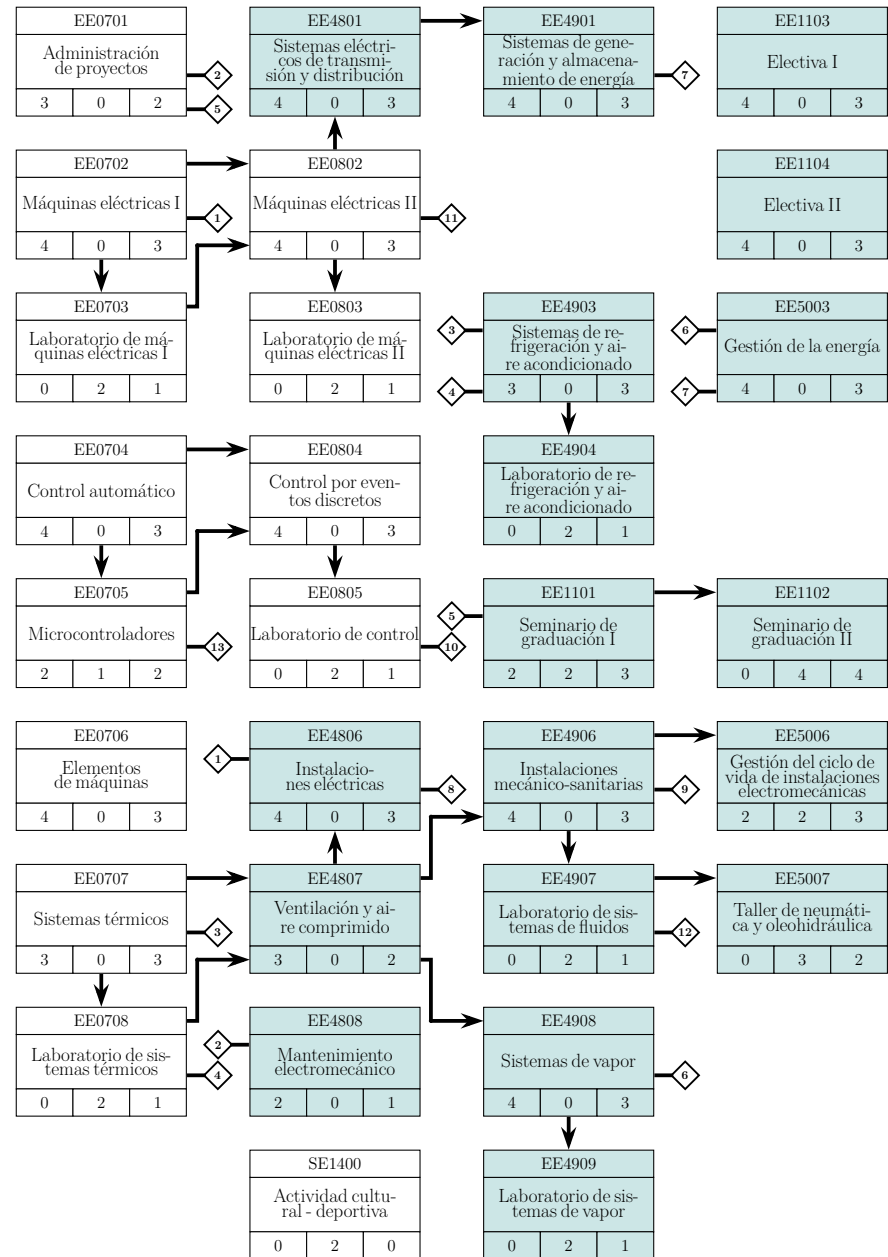 EE0701
Administración
de proyectos
3 0 2
2
5
EE4801
Sistemas eléctri-
cos de transmi-
sión y distribución
4 0 3
EE4901
Sistemas de gene-
ración y almacena-
miento de energía
4 0 3
7
EE1103
Electiva I
4 0 3
EE0702
Máquinas eléctricas I
4 0 3
1
EE0802
Máquinas eléctricas II
4 0 3
11
EE1104
Electiva II
4 0 3
EE0703
Laboratorio de má-
quinas eléctricas I
0 2 1
EE0803
Laboratorio de má-
quinas eléctricas II
0 2 1
3
4
EE4903
Sistemas de re-
frigeración y ai-
re acondicionado
3 0 3
6
7
EE5003
Gestión de la energía
4 0 3
EE0704
Control automático
4 0 3
EE0804
Control por even-
tos discretos
4 0 3
EE4904
Laboratorio de re-
frigeración y ai-
re acondicionado
0 2 1
EE0705
Microcontroladores
2 1 2
13
EE0805
Laboratorio de control
0 2 1
5
10
EE1101
Seminario de
graduación I
2 2 3
EE1102
Seminario de
graduación II
0 4 4
EE0706
Elementos
de máquinas
4 0 3
1
EE4806
Instalacio-
nes eléctricas
4 0 3
8
EE4906
Instalaciones
mecánico-sanitarias
4 0 3
9
EE5006
Gestión del ciclo de
vida de instalaciones
electromecánicas
2 2 3
EE0707
Sistemas térmicos
3 0 3
3
EE4807
Ventilación y ai-
re comprimido
3 0 2
EE4907
Laboratorio de sis-
temas de fluidos
0 2 1
12
EE5007
Taller de neumáti-
ca y oleohidráulica
0 3 2
EE0708
Laboratorio de sis-
temas térmicos
0 2 1
2
4
EE4808
Mantenimiento
electromecánico
2 0 1
EE4908
Sistemas de vapor
4 0 3
6
SE1400
Actividad cultu-
ral - deportiva
0 2 0
EE4909
Laboratorio de sis-
temas de vapor
0 2 1